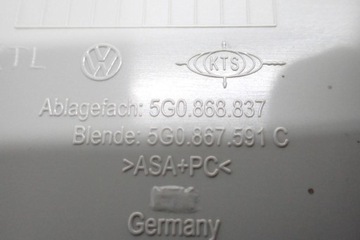 KTS
Ablagefach: 5G0.868.837
Blende: 5G0.867.591 C
>ASA+PC<
Germany